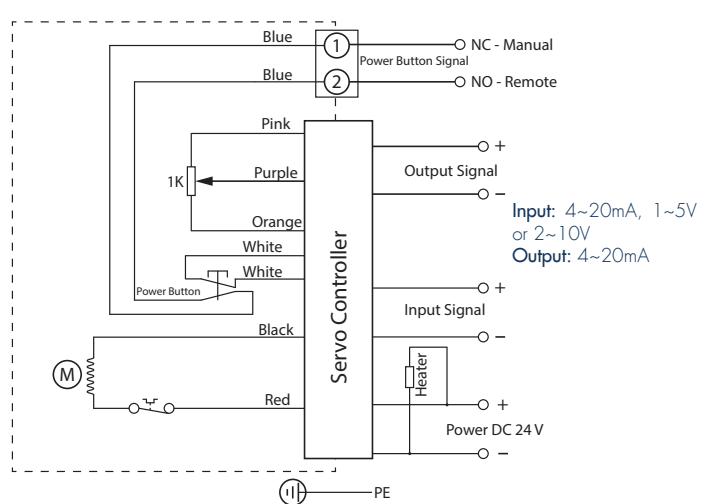 Blue
1
NC - Manual
Power Button Signal
Blue
2
NO - Remote
Pink
1K
Purple
Orange
White
White
Power Button
Black
M
Red
Servo Controller
+
Output Signal
−
Input: 4~20mA, 1~5V
or 2~10V
Output: 4~20mA
+
Input Signal
−
Heater
+
Power DC 24 V
−
PE